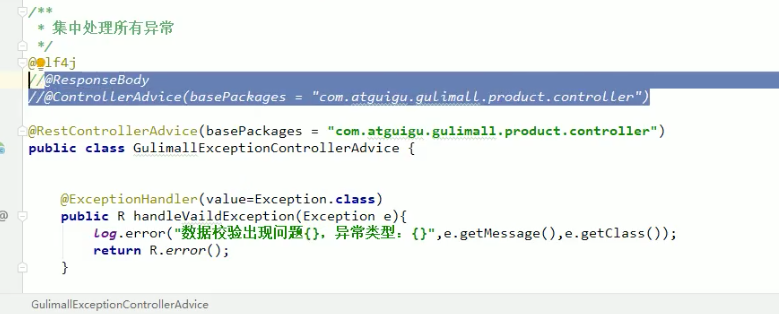 /**
* 集中处理所有异常
*/
@ lf4j
//@ResponseBody
//@ControllerAdvice(basePackages = "com.atguigu.gulimall.product.controller")
@RestControllerAdvice(basePackages = "com.atguigu.gulimall.product.controller")
public class GulimallExceptionControllerAdvice {
@ExceptionHandler(value=Exception.class)
public R handleVaildException(Exception e){
log.error("数据校验出现问题{}，异常类型：{}",e.getMessage(),e.getClass());
return R.error();
}
GulimallExceptionControllerAdvice